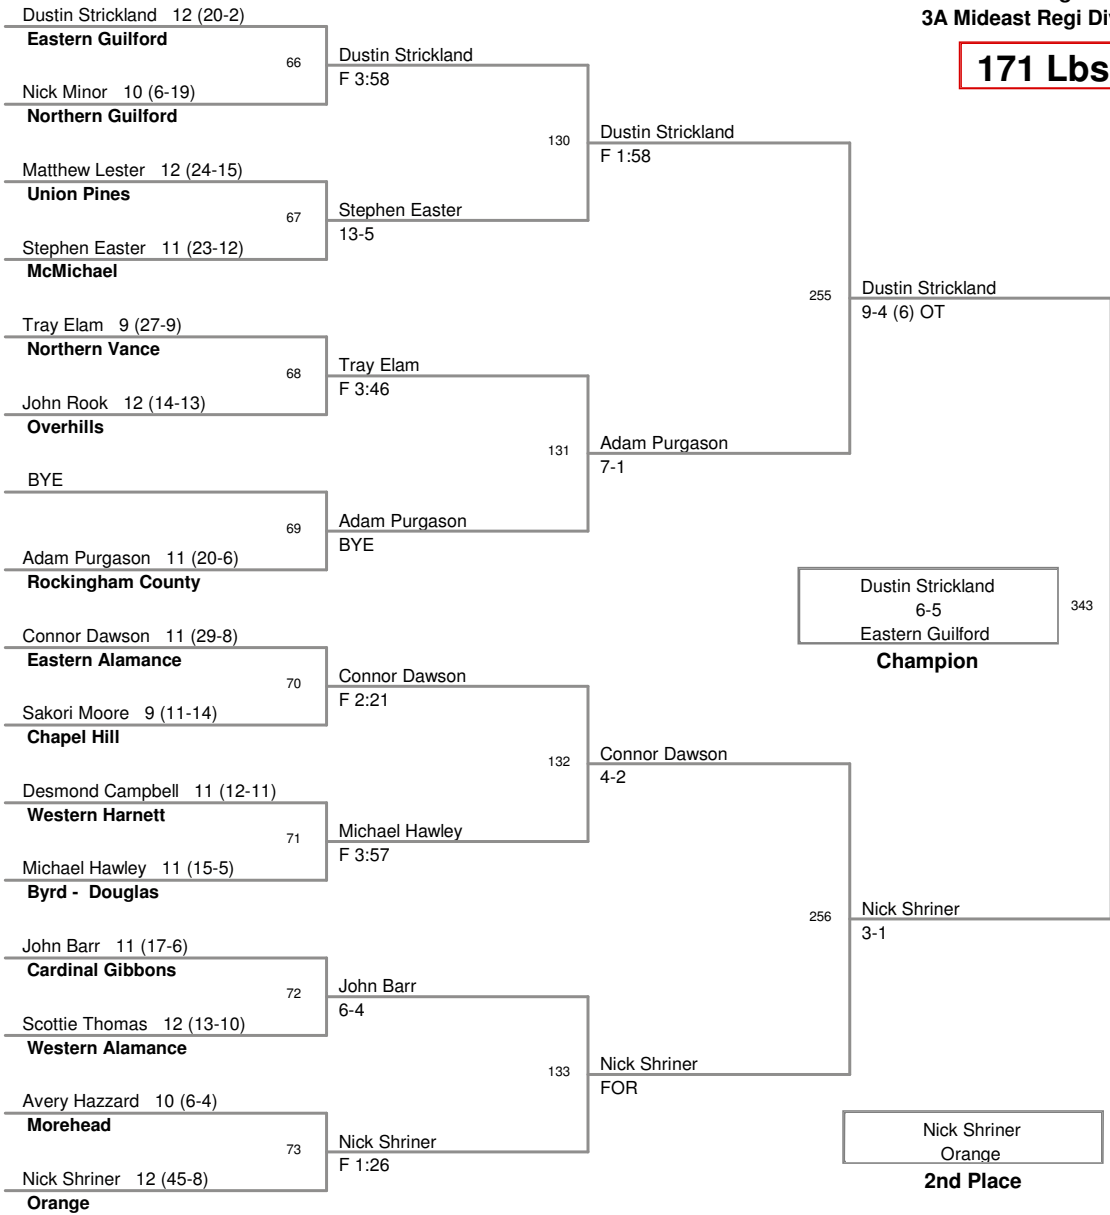 3A Mideast Regi Di
171 Lbs
Dustin Strickland 12 (20-2)
Eastern Guilford
66
Nick Minor 10 (6-19)
Northern Guilford
Dustin Strickland
F 3:58
Matthew Lester 12 (24-15)
Union Pines
67
Stephen Easter 11 (23-12)
McMichael
Stephen Easter
13-5
130
Dustin Strickland
F 1:58
Tray Elam 9 (27-9)
Northern Vance
68
John Rook 12 (14-13)
Overhills
Tray Elam
F 3:46
BYE
69
Adam Purgason 11 (20-6)
Rockingham County
Adam Purgason
BYE
131
Adam Purgason
7-1
255
Dustin Strickland
9-4 (6) OT
Connor Dawson 11 (29-8)
Eastern Alamance
70
Sakori Moore 9 (11-14)
Chapel Hill
Connor Dawson
F 2:21
Desmond Campbell 11 (12-11)
Western Harnett
71
Michael Hawley 11 (15-5)
Byrd - Douglas
Michael Hawley
F 3:57
132
Connor Dawson
4-2
John Barr 11 (17-6)
Cardinal Gibbons
72
Scottie Thomas 12 (13-10)
Western Alamance
John Barr
6-4
Avery Hazzard 10 (6-4)
Morehead
73
Nick Shriner 12 (45-8)
Orange
Nick Shriner
F 1:26
133
Nick Shriner
FOR
256
Nick Shriner
3-1
Dustin Strickland
6-5
Eastern Guilford
343
Champion
Nick Shriner
Orange
2nd Place